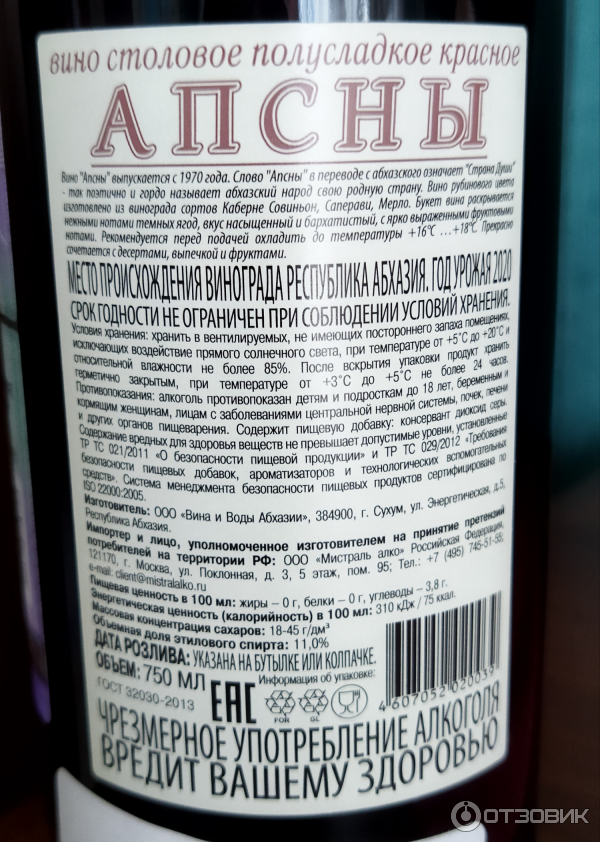 вино столовое полусладкое красное
АПСНЫ
Вино "Апсны" выпускается с 1970 года. Слово "Апсны" в переводе с абхазского означает "Страна Души"
- так поэтично и гордо называет абхазский народ свою родную страну. Вино рубинового цвета
изготовлено из винограда сортов Каберне Совиньон, Саперави, Мерло. Букет вина раскрывается
нежными нотами темных ягод, вкус насыщенный и бархатистый, с ярко выраженными фруктовыми
нотами. Рекомендуется перед подачей охладить до температуры +16°С ...+18°С. Прекрасно
сочетается с десертами, выпечкой и фруктами.
МЕСТО ПРОИСХОЖДЕНИЯ ВИНОГРАДА РЕСПУБЛИКА АБХАЗИЯ. ГОД УРОЖАЯ 2020
СРОК ГОДНОСТИ НЕ ОГРАНИЧЕН ПРИ СОБЛЮДЕНИИ УСЛОВИЙ ХРАНЕНИЯ.
Условия хранения: хранить в вентилируемых, не имеющих постороннего запаха помещениях,
исключающих воздействие прямого солнечного света, при температуре от +5°С до +20°С и
относительной влажности не более 85%. После вскрытия упаковки продукт хранить
герметично закрытым, при температуре от +3°С до +5°С не более 24 часов.
Противопоказания: алкоголь противопоказан детям и подросткам до 18 лет, беременным и
кормящим женщинам, лицам с заболеваниями центральной нервной системы, почек, печени
и других органов пищеварения. Содержит пищевую добавку: консервант диоксид серы.
Содержание вредных для здоровья веществ не превышает допустимые уровни, установленные
ТР ТС 021/2011 «О безопасности пищевой продукции» и ТР ТС 029/2012 «Требования
безопасности пищевых добавок, ароматизаторов и технологических вспомогательных
средств». Система менеджмента безопасности пищевых продуктов сертифицирована по
ISO 22000:2005.
Изготовитель: ООО «Вина и Воды Абхазии», 384900, г. Сухум, ул. Энергетическая, д.5,
Республика Абхазия.
Импортер и лицо, уполномоченное изготовителем на принятие претензий
потребителей на территории РФ: ООО «Мистраль алко» Российская Федерация,
121170, г. Москва, ул. Поклонная, д. 3, 5 этаж, пом. 95; Тел.: +7 (495) 745-51-55;
e-mail: client@mistralalko.ru
Пищевая ценность в 100 мл: жиры – 0 г, белки – 0 г, углеводы – 3,8 г.
Энергетическая ценность (калорийность) в 100 мл: 310 кДж / 75 ккал.
Массовая концентрация сахаров: 18-45 г/дм³
Объёмная доля этилового спирта: 11,0%
ДАТА РОЗЛИВА: УКАЗАНА НА БУТЫЛКЕ ИЛИ КОЛПАЧКЕ.
ОБЪЕМ: 750 МЛ
Информация об упаковке:
ГОСТ 32030-2013
EAC
FOR
GL
4 607052 020039
ЧРЕЗМЕРНОЕ УПОТРЕБЛЕНИЕ АЛКОГОЛЯ
ВРЕДИТ ВАШЕМУ ЗДОРОВЬЮ
ОТЗОВИК